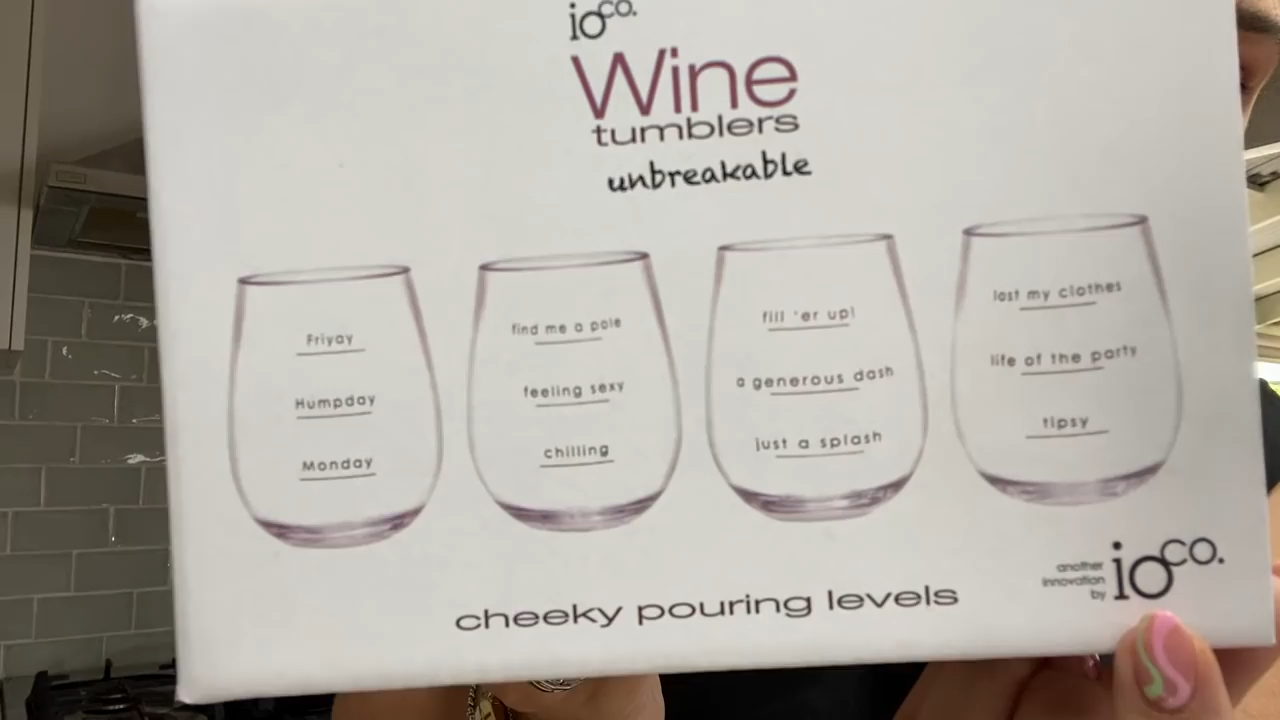 ioco.
Wine
tumblers
unbreakable
Friyay
Humpday
Monday
find me a pole
feeling sexy
chilling
fill 'er up!
a generous dash
just a splash
lost my clothes
life of the party
tipsy
cheeky pouring levels
another
innovation
by
ioco.